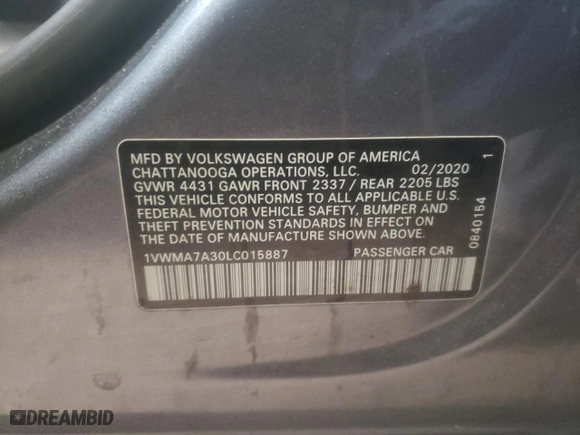 MFD BY VOLKSWAGEN GROUP OF AMERICA
CHATTANOOGA OPERATIONS, LLC. 02/2020 1
GVWR 4431 GAWR FRONT 2337 / REAR 2205 LBS
THIS VEHICLE CONFORMS TO ALL APPLICABLE U.S.
FEDERAL MOTOR VEHICLE SAFETY, BUMPER AND
THEFT PREVENTION STANDARDS IN EFFECT ON
THE DATE OF MANUFACTURE SHOWN ABOVE.
1VWMA7A30LC015887 PASSENGER CAR
0840154
DREAMBID